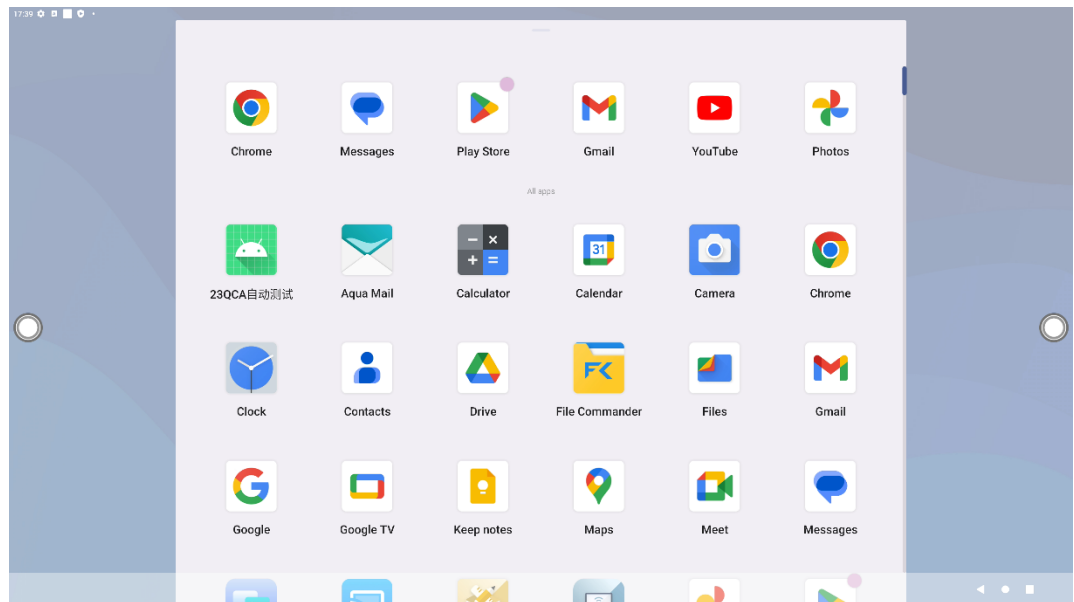 17:39
Chrome Messages Play Store Gmail YouTube Photos
All apps
31
23QCA自动测试 Aqua Mail Calculator Calendar Camera Chrome
Clock Contacts Drive File Commander Files Gmail
Google Google TV Keep notes Maps Meet Messages